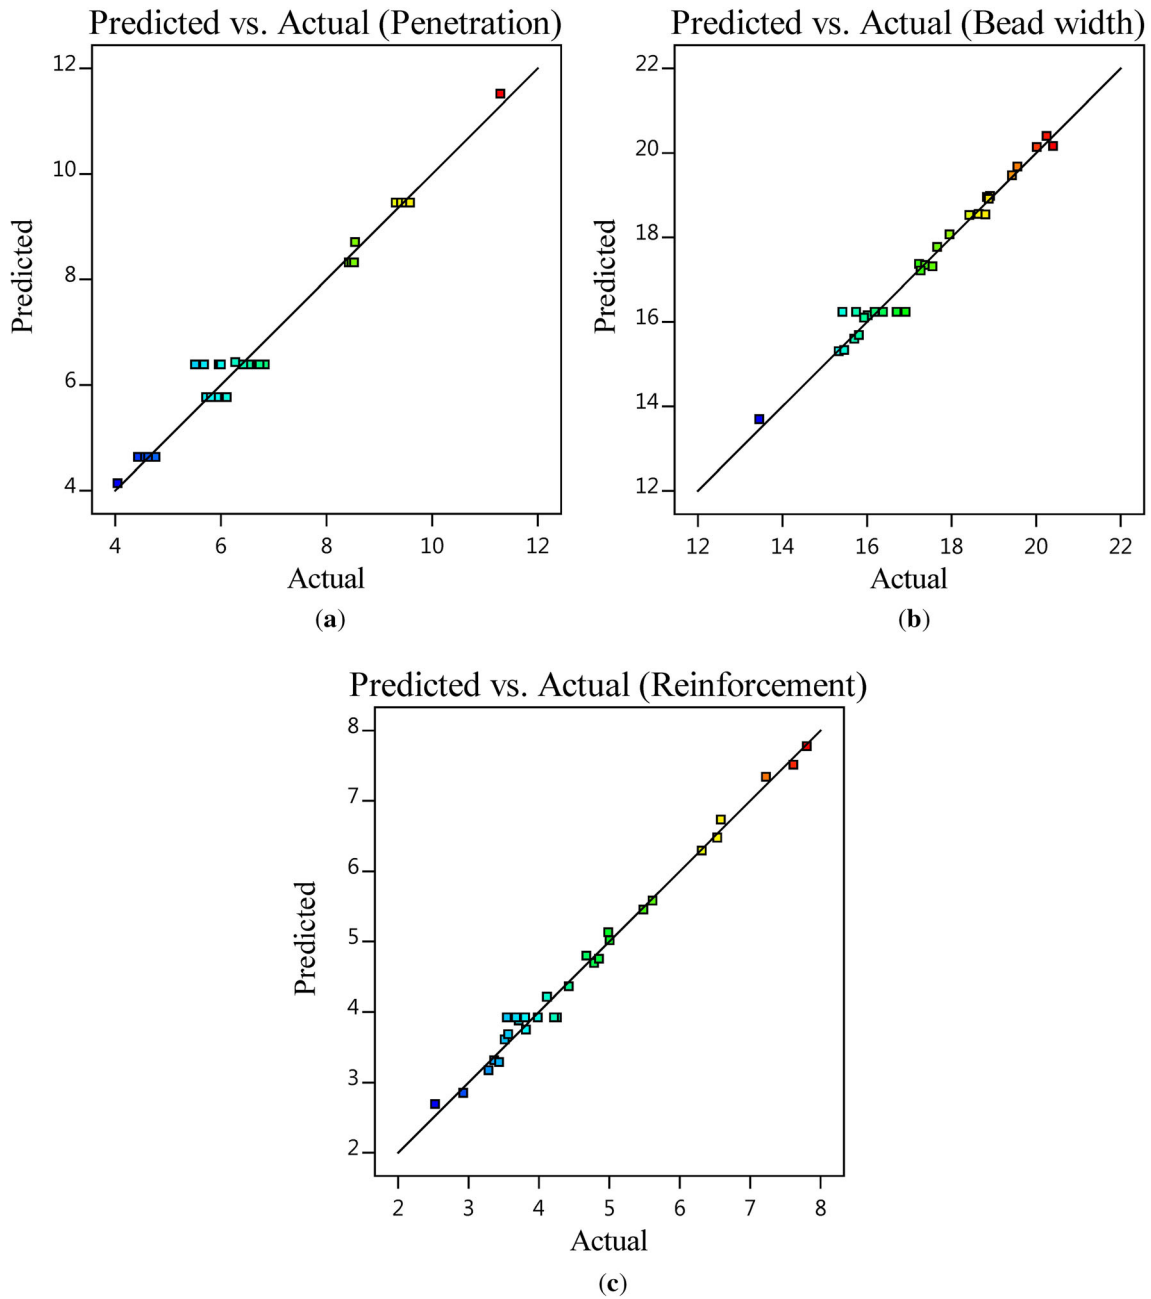 Predicted vs. Actual (Penetration)
12
10
8
6
4
Predicted
4 6 8 10 12
Actual
(a)
Predicted vs. Actual (Bead width)
22
20
18
16
14
12
Predicted
12 14 16 18 20 22
Actual
(b)
Predicted vs. Actual (Reinforcement)
8
7
6
5
4
3
2
Predicted
2 3 4 5 6 7 8
Actual
(c)